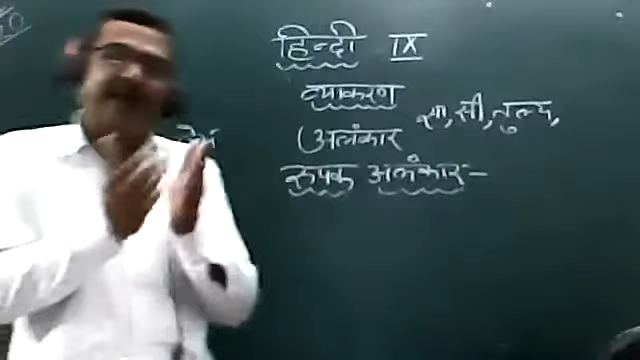 हिन्दी IX
व्याकरण
सा, सी, तुल्य,
(अलंकार
रूपक अलंकार-